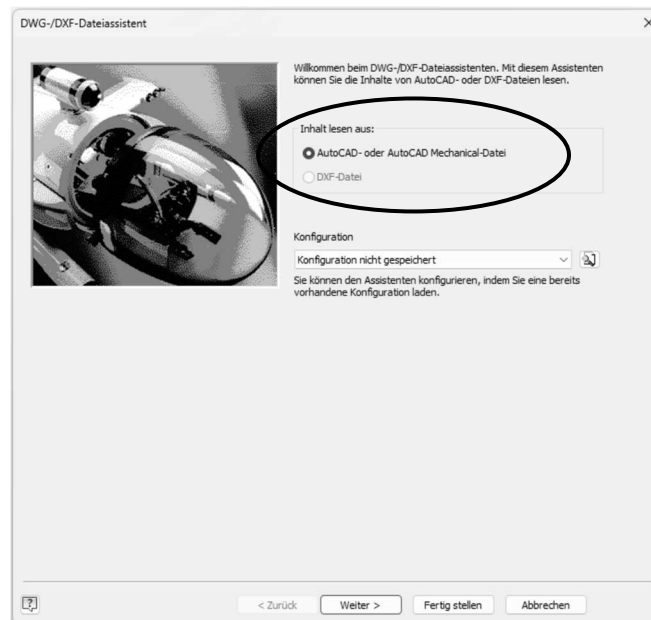 DWG-/DXF-Dateiassistent
Willkommen beim DWG-/DXF-Dateiassistenten. Mit diesem Assistenten
können Sie die Inhalte von AutoCAD- oder DXF-Dateien lesen.
Inhalt lesen aus:
AutoCAD- oder AutoCAD Mechanical-Datei
DXF-Datei
Konfiguration
Konfiguration nicht gespeichert
Sie können den Assistenten konfigurieren, indem Sie eine bereits
vorhandene Konfiguration laden.
< Zurück Weiter > Fertig stellen Abbrechen